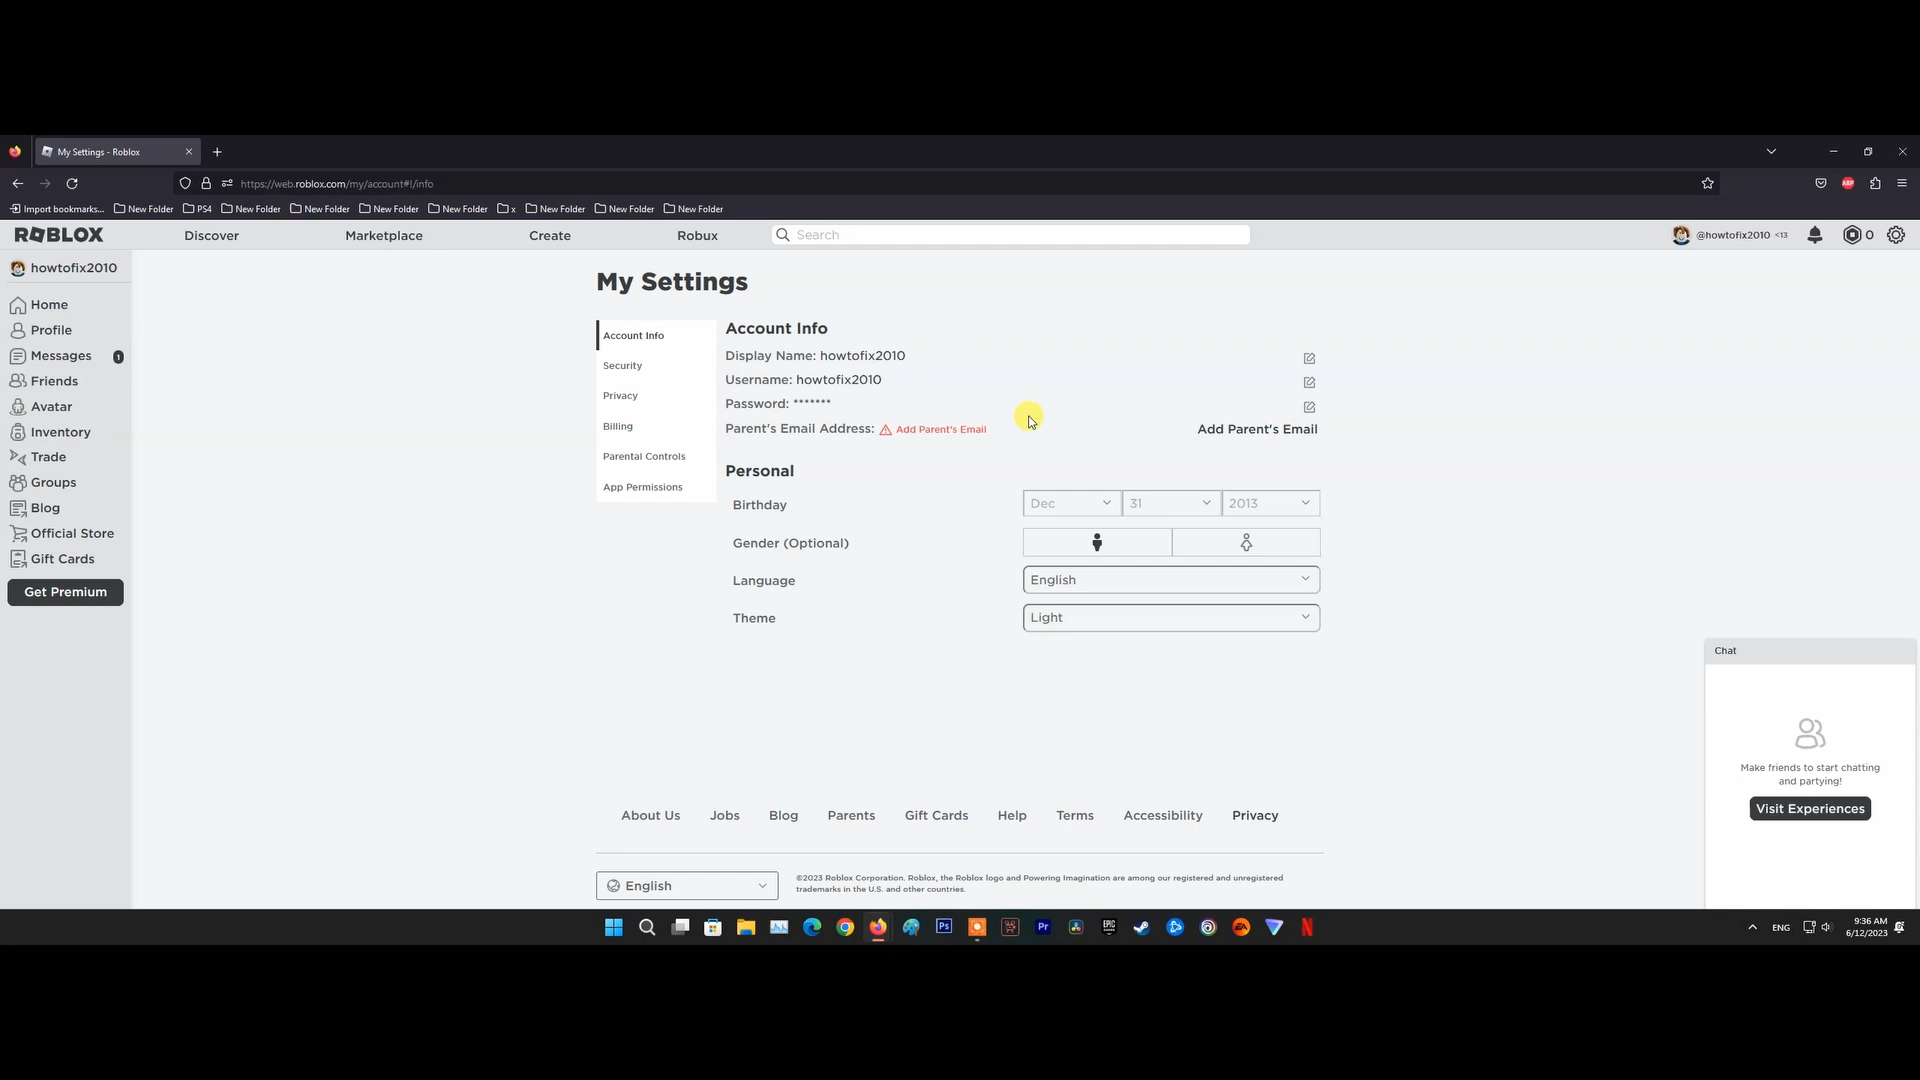 My Settings - Roblox
https://web.roblox.com/my/account#!/info
ABP
Import bookmarks...
New Folder
PS4
New Folder
New Folder
New Folder
New Folder
x
New Folder
New Folder
New Folder
ROBLOX
Discover
Marketplace
Create
Robux
Search
@howtofix2010 <13
0
howtofix2010
Home
Profile
Messages
1
Friends
Avatar
Inventory
Trade
Groups
Blog
Official Store
Gift Cards
Get Premium
My Settings
Account Info
Security
Privacy
Billing
Parental Controls
App Permissions
Account Info
Display Name: howtofix2010
Username: howtofix2010
Password: *******
Parent's Email Address: Add Parent's Email
Add Parent's Email
Personal
Birthday
Dec
31
2013
Gender (Optional)
Language
English
Theme
Light
Chat
Make friends to start chatting
and partying!
Visit Experiences
About Us
Jobs
Blog
Parents
Gift Cards
Help
Terms
Accessibility
Privacy
English
©2023 Roblox Corporation. Roblox, the Roblox logo and Powering Imagination are among our registered and unregistered
trademarks in the U.S. and other countries.
Ps
Pr
EPIC
EA
N
ENG
9:36 AM
6/12/2023